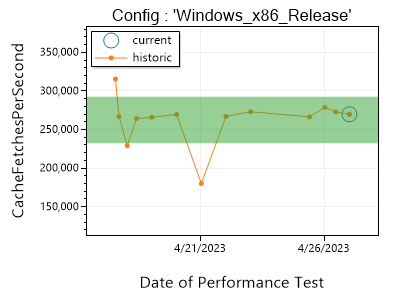 Config : 'Windows_x86_Release'
current
historic
CacheFetchesPerSecond
350,000
300,000
250,000
200,000
150,000
4/21/2023
4/26/2023
Date of Performance Test